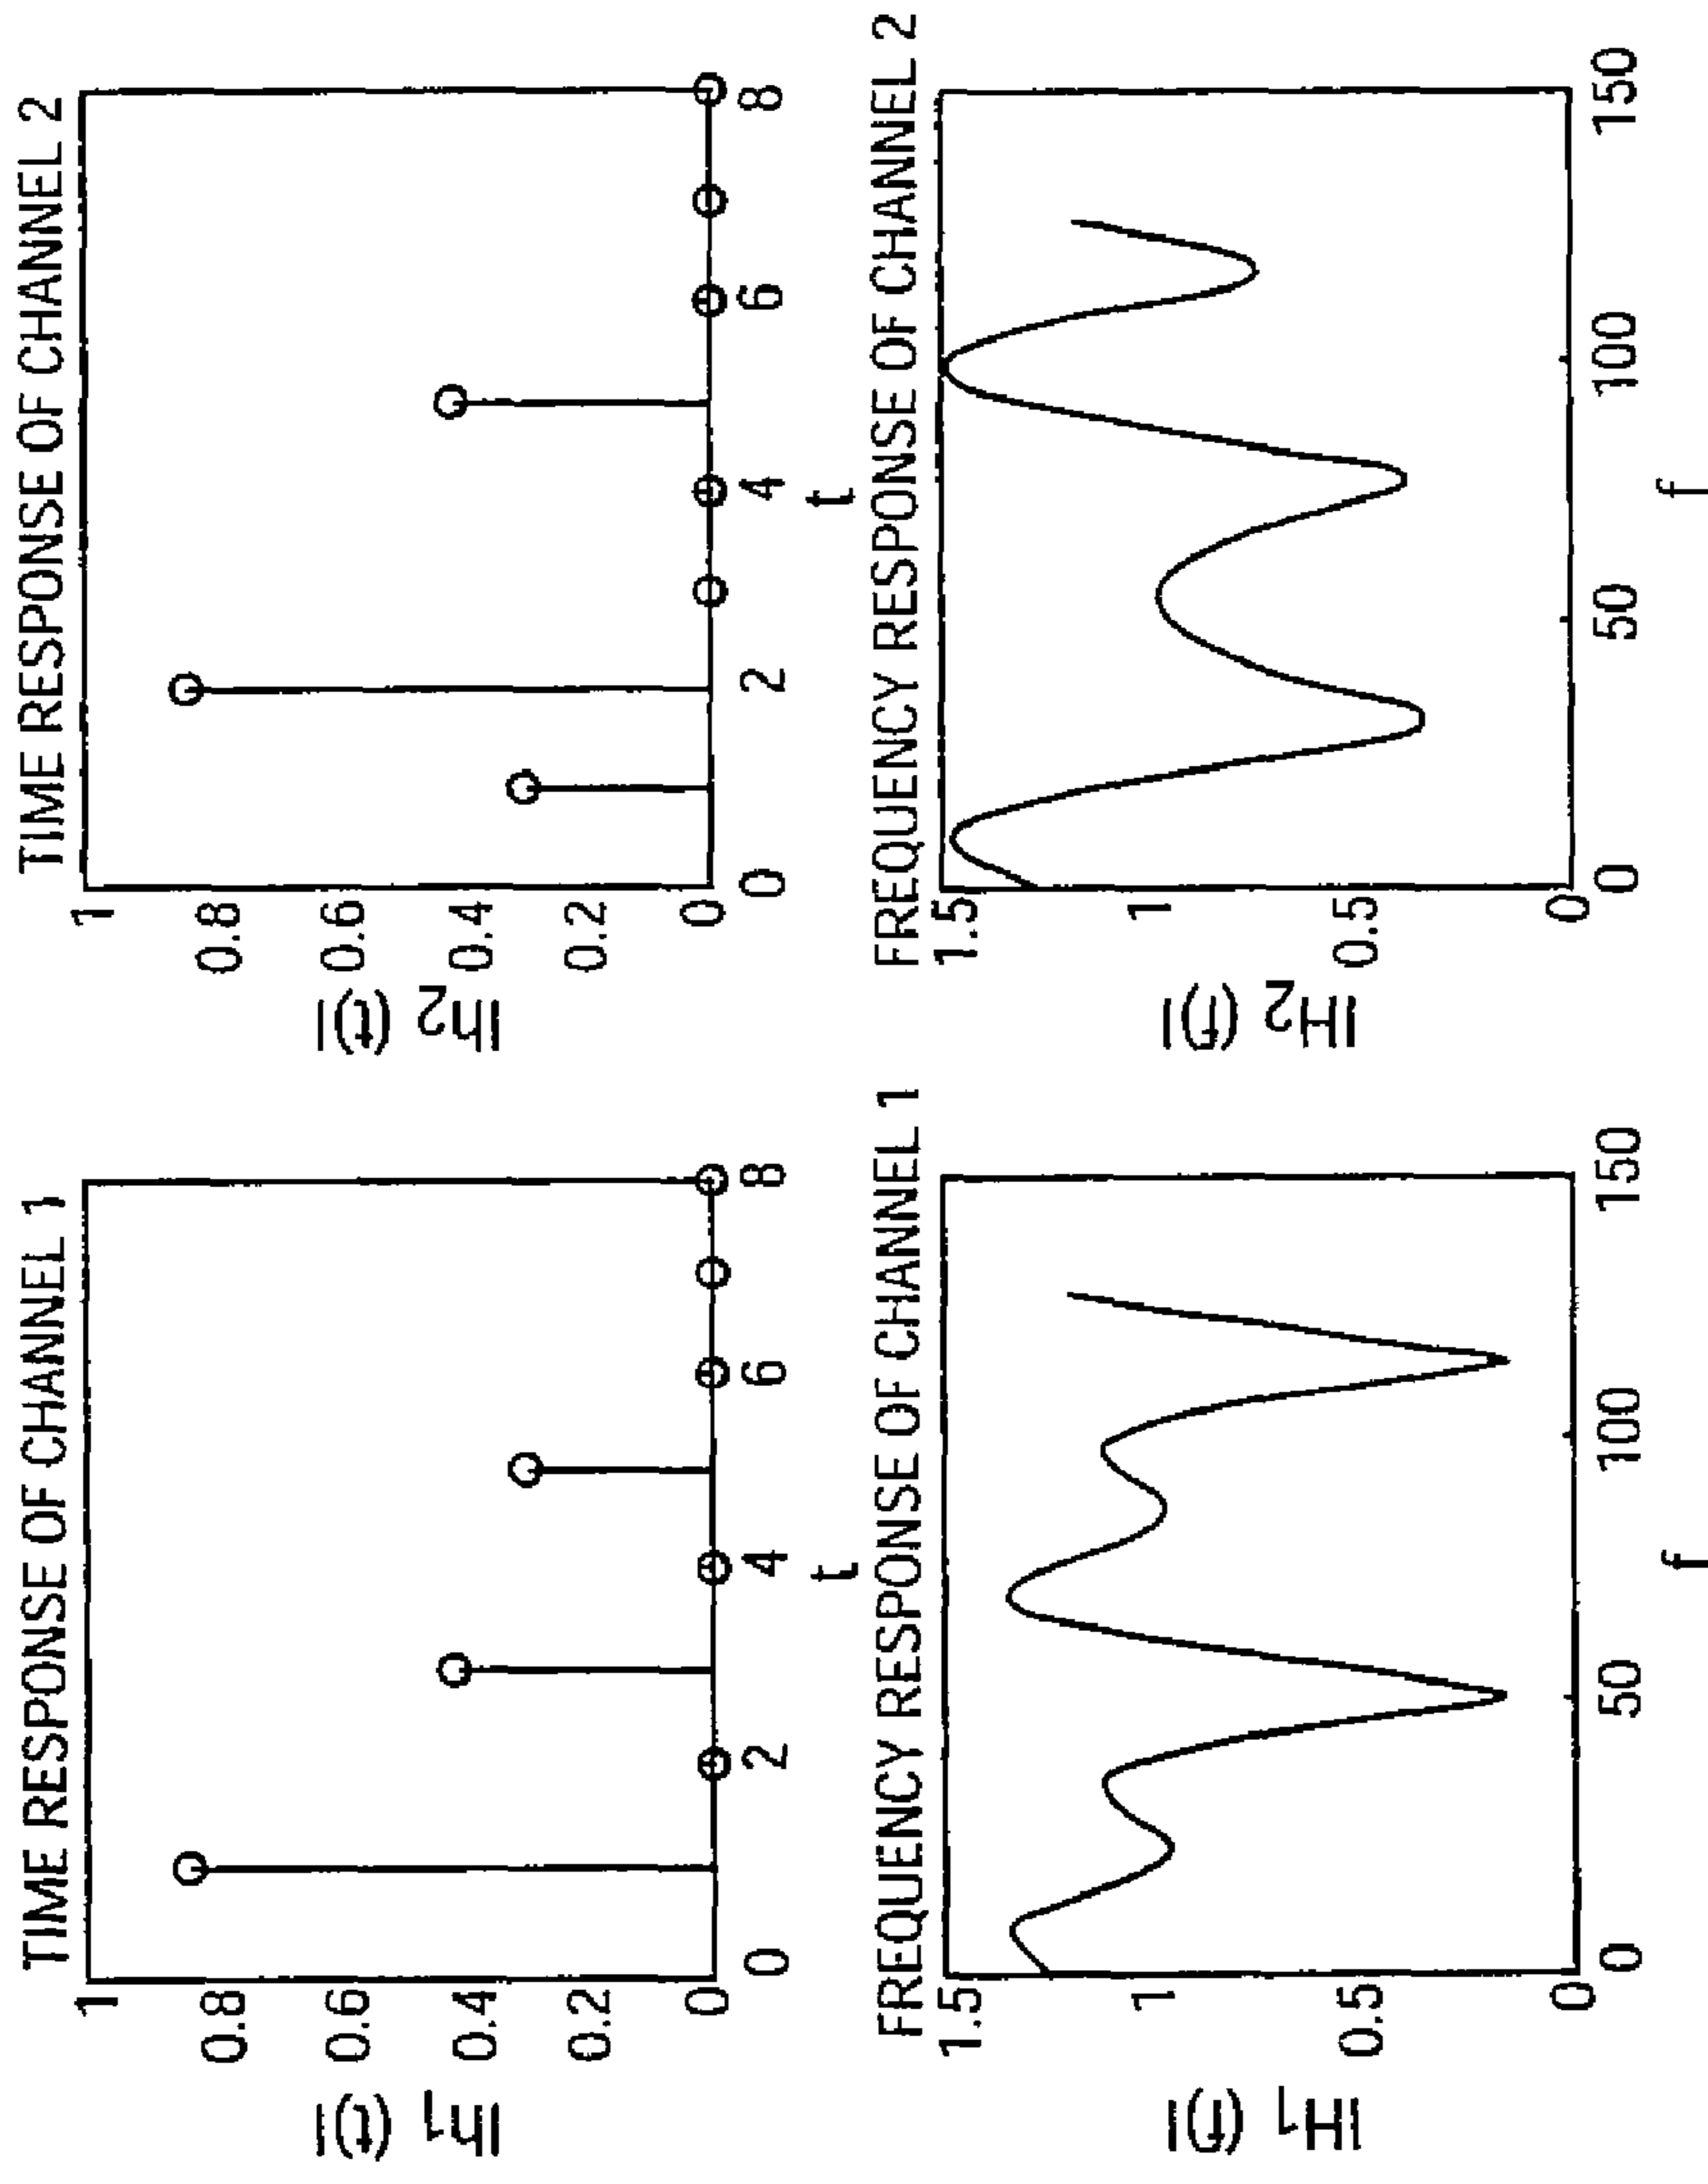 TIME RESPONSE OF CHANNEL 1
1
0.8
0.6
0.4
0.2
0
|h1 (t)|
0 2 4 6 8
t
TIME RESPONSE OF CHANNEL 2
1
0.8
0.6
0.4
0.2
0
|h2 (t)|
0 2 4 6 8
t
FREQUENCY RESPONSE OF CHANNEL 1
1.5
1
0.5
0
|H1 (f)|
0 50 100 150
f
FREQUENCY RESPONSE OF CHANNEL 2
1.5
1
0.5
0
|H2 (f)|
0 50 100 150
f